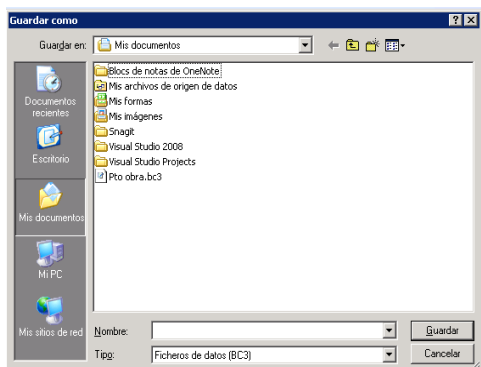 Guardar como
Guardar en: Mis documentos
Documentos
recientes
Escritorio
Mis documentos
Mi PC
Mis sitios de red
Blocs de notas de OneNote
Mis archivos de origen de datos
Mis formas
Mis imágenes
Snagit
Visual Studio 2008
Visual Studio Projects
Pto obra.bc3
Nombre:
Guardar
Tipo: Ficheros de datos (BC3)
Cancelar